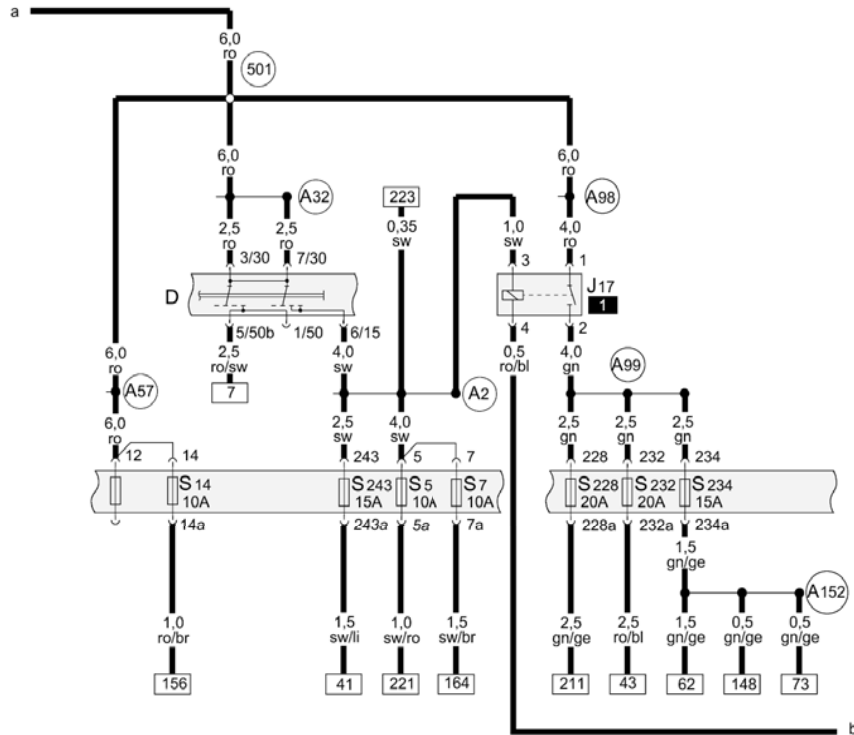 a
6,0
ro
501
6,0
ro
6,0
ro
A32
223
A98
2,5
ro
2,5
ro
0,35
sw
1,0
sw
4,0
ro
3/30
7/30
3
1
D
J17
1
5/50b
1/50
6/15
4
2
6,0
ro
2,5
ro/sw
4,0
sw
0,5
ro/bl
4,0
gn
A99
7
A57
A2
6,0
ro
2,5
sw
4,0
sw
2,5
gn
2,5
gn
2,5
gn
12
14
243
5
7
228
232
234
S14
10A
S243
15A
S5
10A
S7
10A
S228
20A
S232
20A
S234
15A
14a
243a
5a
7a
228a
232a
234a
1,5
gn/ge
A152
1,0
ro/br
1,5
sw/li
1,0
sw/ro
1,5
sw/br
2,5
gn/ge
2,5
ro/bl
1,5
gn/ge
0,5
gn/ge
0,5
gn/ge
156
41
221
164
211
43
62
148
73
b